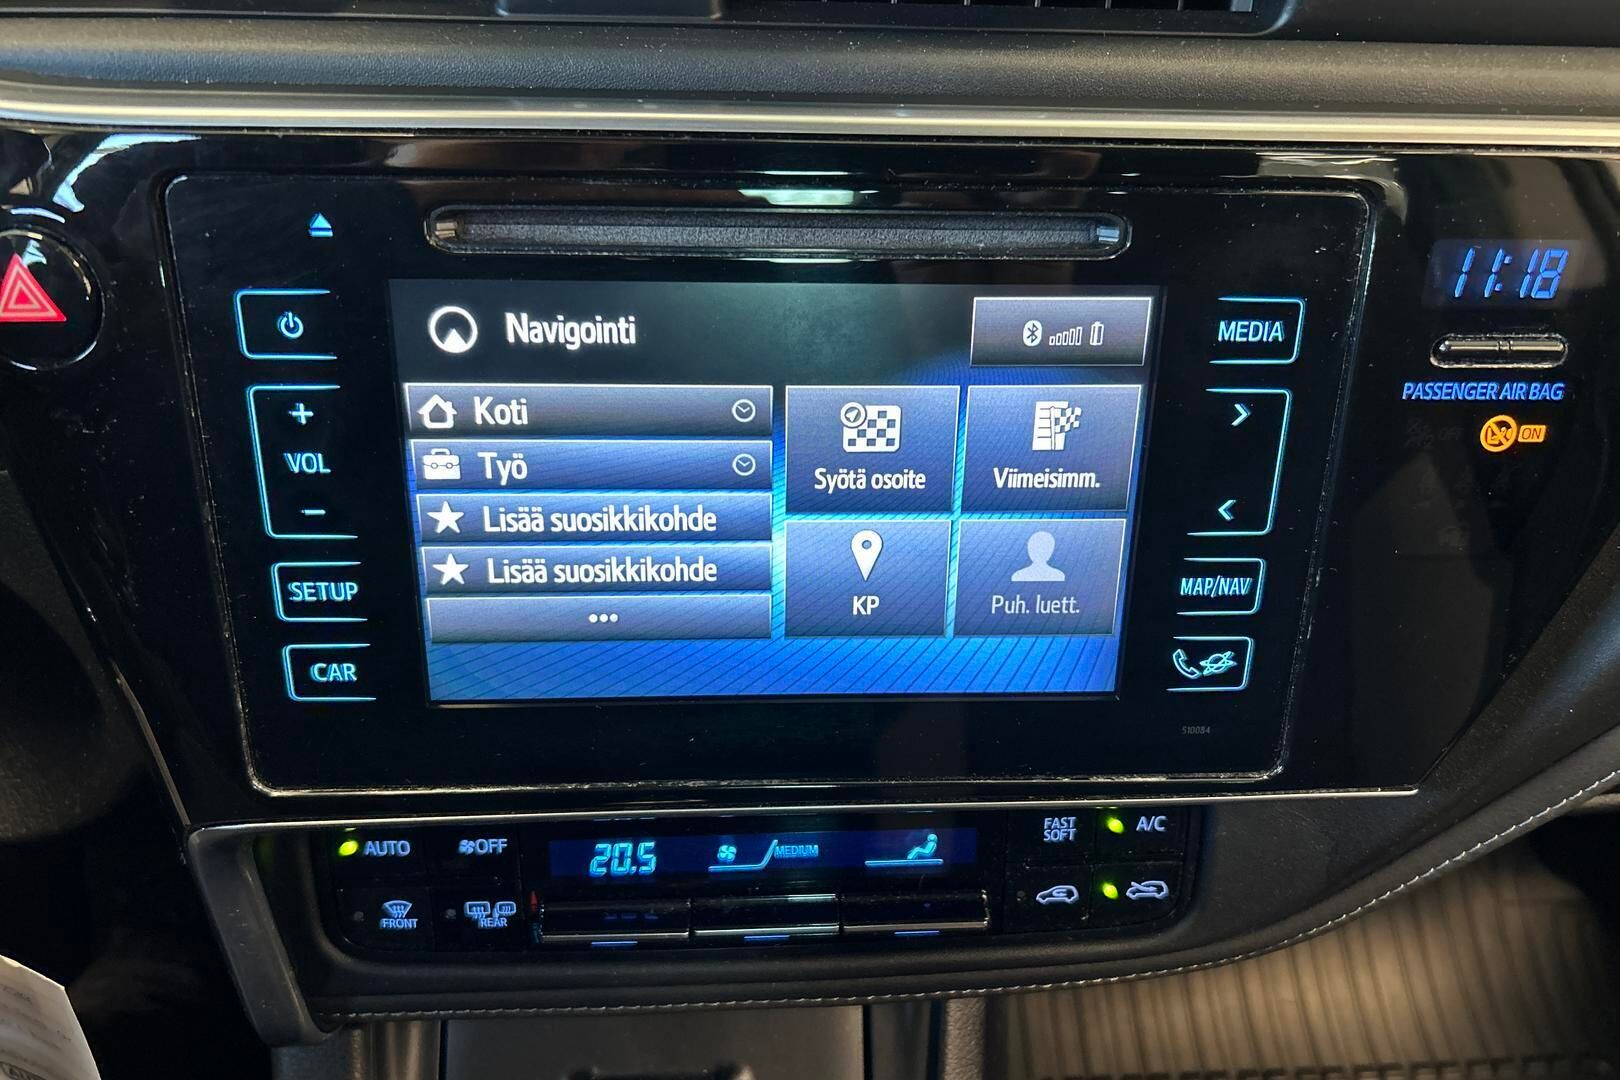 Navigointi
Koti
Työ
Lisää suosikkikohde
Lisää suosikkikohde
•••
Syötä osoite
Viimeisimm.
KP
Puh. luett.
VOL
SETUP
CAR
MEDIA
MAP/NAV
510084
11:18
PASSENGER AIR BAG
ON
AUTO
OFF
20.5
MEDIUM
FAST
SOFT
A/C
FRONT
REAR